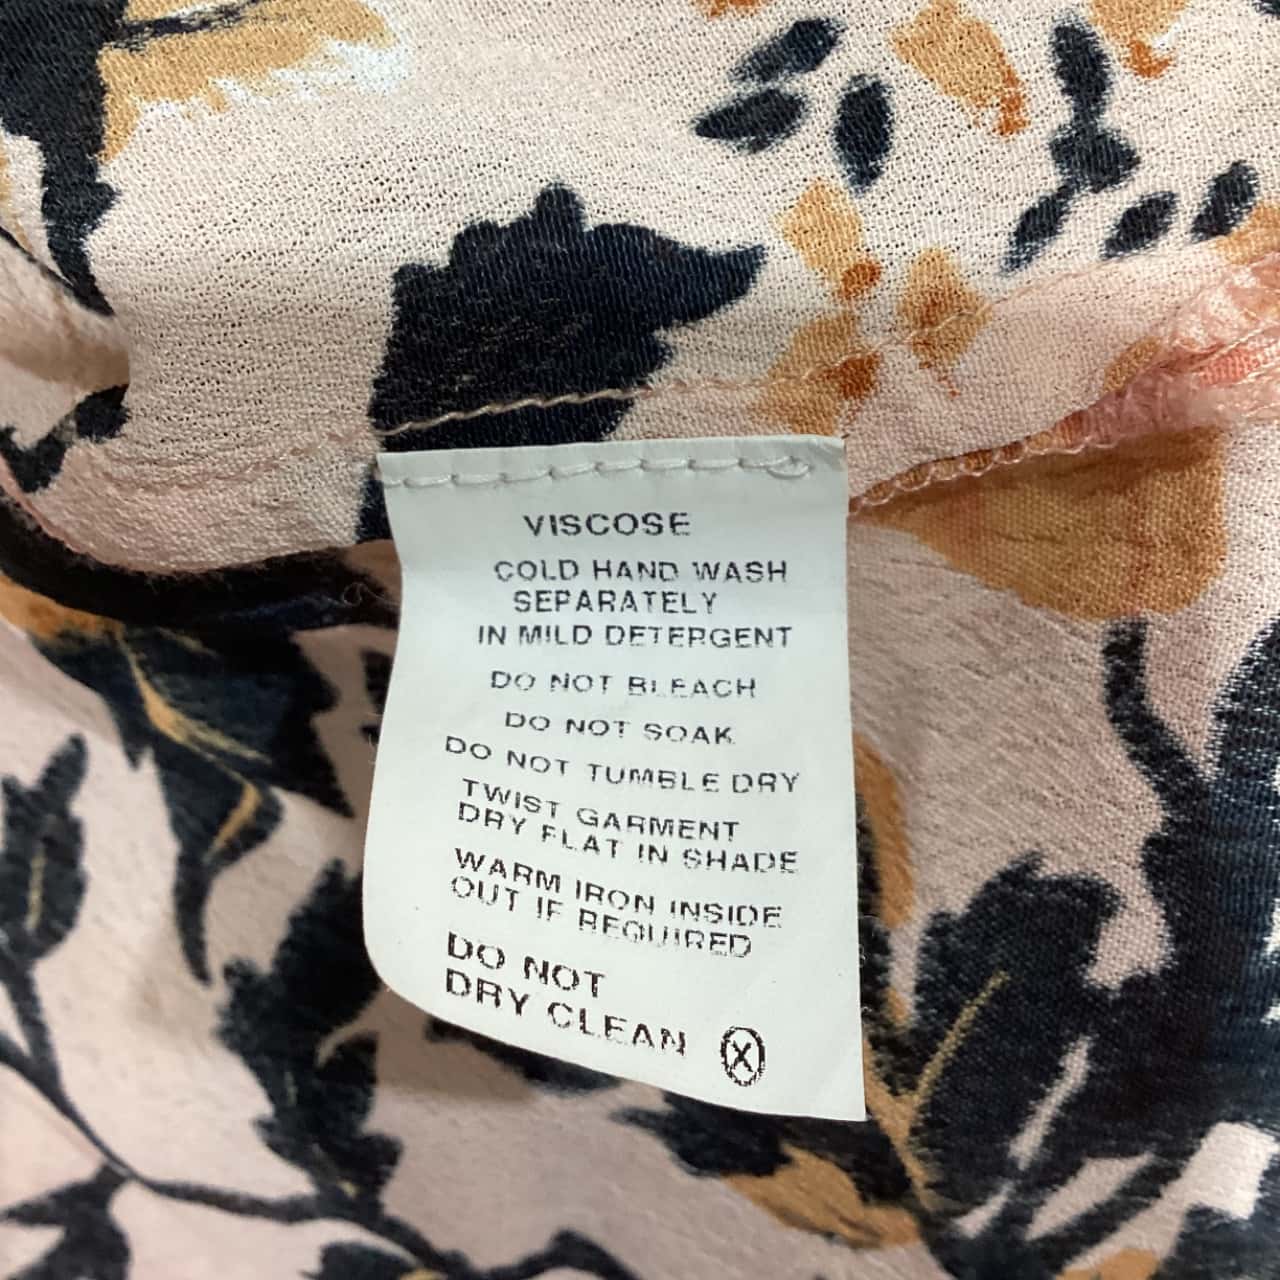 VISCOSE
COLD HAND WASH
SEPARATELY
IN MILD DETERGENT
DO NOT BLEACH
DO NOT SOAK
DO NOT TUMBLE DRY
TWIST GARMENT
DRY FLAT IN SHADE
WARM IRON INSIDE
OUT IF REQUIRED
DO NOT
DRY CLEAN X